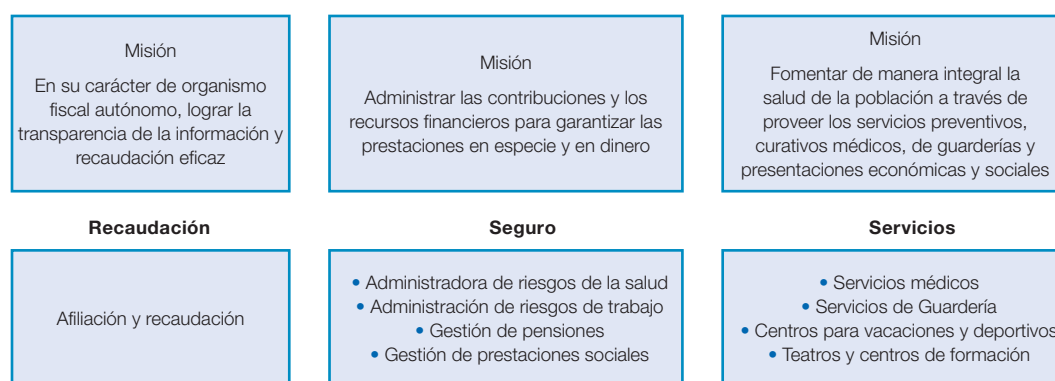 Misión
En su carácter de organismo
fiscal autónomo, lograr la
transparencia de la información y
recaudación eficaz
Misión
Administrar las contribuciones y los
recursos financieros para garantizar las
prestaciones en especie y en dinero
Misión
Fomentar de manera integral la
salud de la población a través de
proveer los servicios preventivos,
curativos médicos, de guarderías y
presentaciones económicas y sociales
Recaudación
Seguro
Servicios
Afiliación y recaudación
• Administradora de riesgos de la salud
• Administración de riesgos de trabajo
• Gestión de pensiones
• Gestión de prestaciones sociales
• Servicios médicos
• Servicios de Guardería
• Centros para vacaciones y deportivos
• Teatros y centros de formación